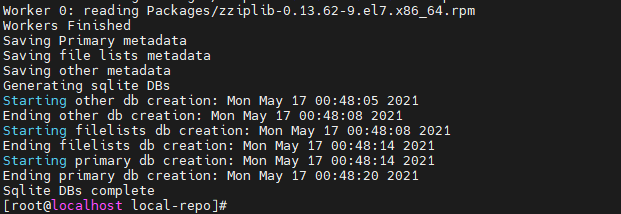 Worker 0: reading Packages/zziplib-0.13.62-9.el7.x86_64.rpm
Workers Finished
Saving Primary metadata
Saving file lists metadata
Saving other metadata
Generating sqlite DBs
Starting other db creation: Mon May 17 00:48:05 2021
Ending other db creation: Mon May 17 00:48:08 2021
Starting filelists db creation: Mon May 17 00:48:08 2021
Ending filelists db creation: Mon May 17 00:48:14 2021
Starting primary db creation: Mon May 17 00:48:14 2021
Ending primary db creation: Mon May 17 00:48:20 2021
Sqlite DBs complete
[root@localhost local-repo]#